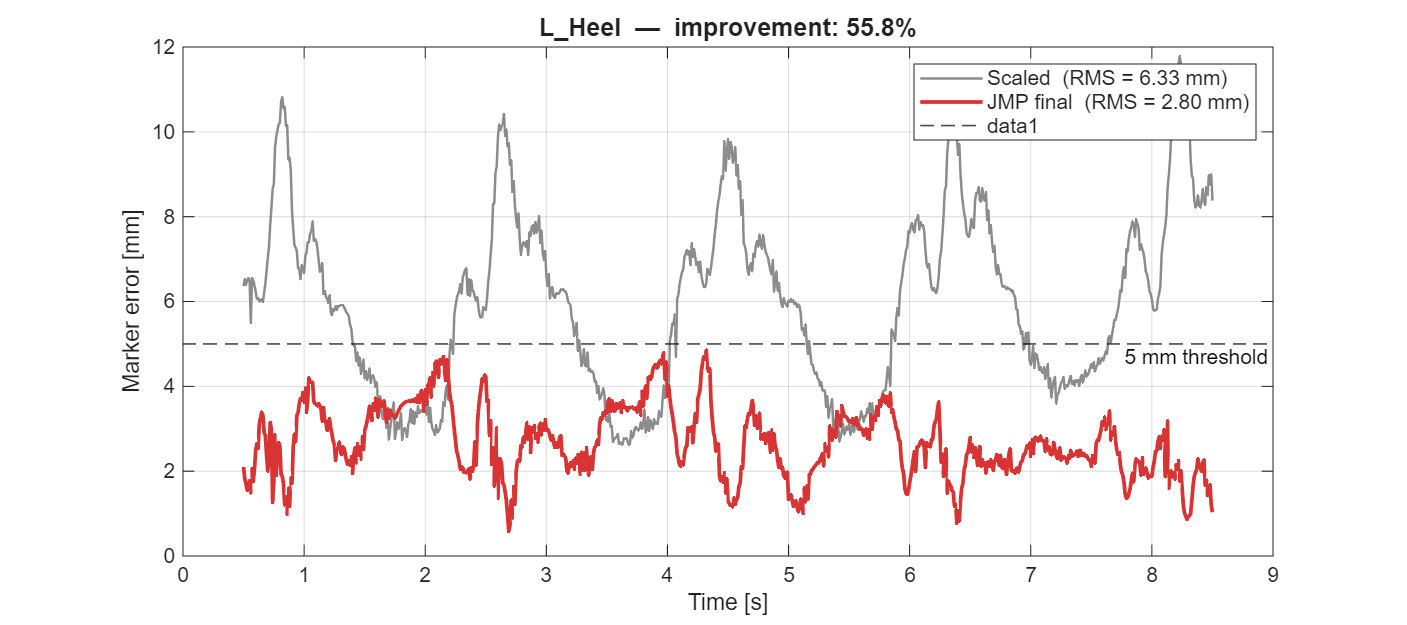 L_Heel — improvement: 55.8%
Marker error [mm]
12
10
8
6
4
2
0
Scaled (RMS = 6.33 mm)
JMP final (RMS = 2.80 mm)
data1
5 mm threshold
0 1 2 3 4 5 6 7 8 9
Time [s]